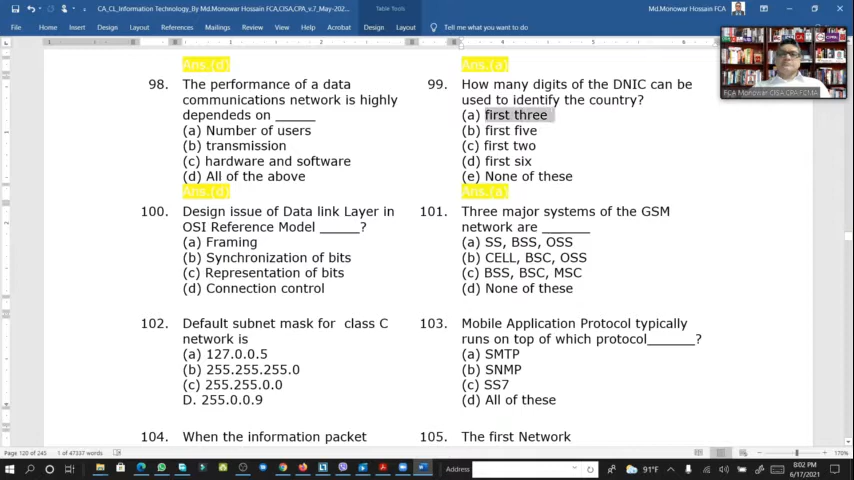 CA_CL_Information Technology_By Md.Monowar Hossain FCA,CISA,CPA_v.7_May-202...
Table Tools
Md.Monowar Hossain FCA
File Home Insert Design Layout References Mailings Review View Help Acrobat Design Layout Tell me what you want to do
FCA Monowar CISA CPA FCMA
Ans.(d)
98. The performance of a data
communications network is highly
dependeds on _____
(a) Number of users
(b) transmission
(c) hardware and software
(d) All of the above
Ans.(d)
Ans.(a)
99. How many digits of the DNIC can be
used to identify the country?
(a) first three
(b) first five
(c) first two
(d) first six
(e) None of these
Ans.(a)
100. Design issue of Data link Layer in
OSI Reference Model _____?
(a) Framing
(b) Synchronization of bits
(c) Representation of bits
(d) Connection control
101. Three major systems of the GSM
network are ______
(a) SS, BSS, OSS
(b) CELL, BSC, OSS
(c) BSS, BSC, MSC
(d) None of these
102. Default subnet mask for class C
network is
(a) 127.0.0.5
(b) 255.255.255.0
(c) 255.255.0.0
D. 255.0.0.9
103. Mobile Application Protocol typically
runs on top of which protocol______?
(a) SMTP
(b) SNMP
(c) SS7
(d) All of these
104. When the information packet
105. The first Network
Page 120 of 245 1 of 47337 words
170%
Address
91°F
8:02 PM
6/17/2021